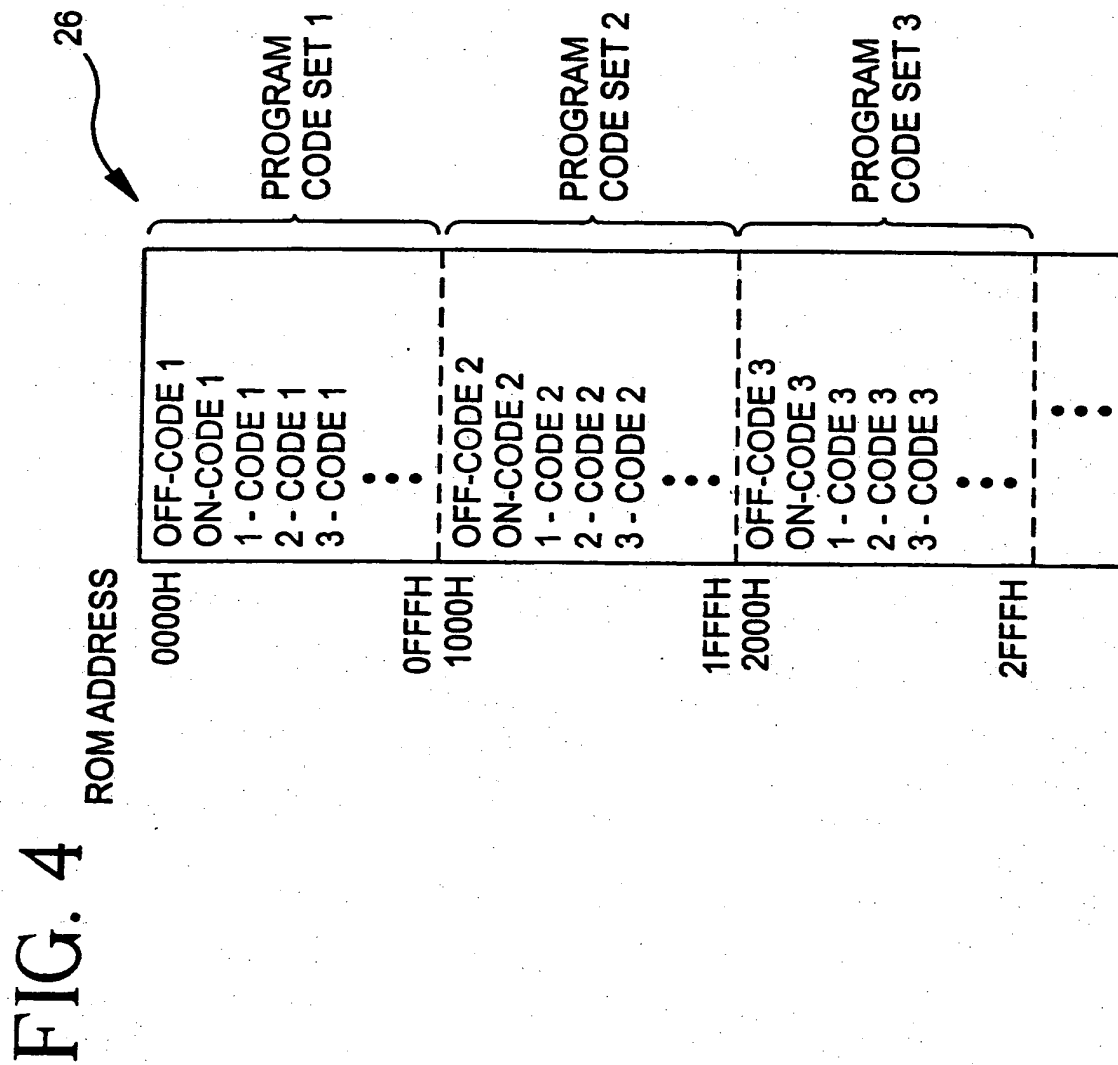 FIG. 4
26
ROM ADDRESS
0000H
OFF-CODE 1
ON-CODE 1
1 - CODE 1
2 - CODE 1
3 - CODE 1
PROGRAM
CODE SET 1
0FFFH
1000H
OFF-CODE 2
ON-CODE 2
1 - CODE 2
2 - CODE 2
3 - CODE 2
PROGRAM
CODE SET 2
1FFFH
2000H
OFF-CODE 3
ON-CODE 3
1 - CODE 3
2 - CODE 3
3 - CODE 3
PROGRAM
CODE SET 3
2FFFH